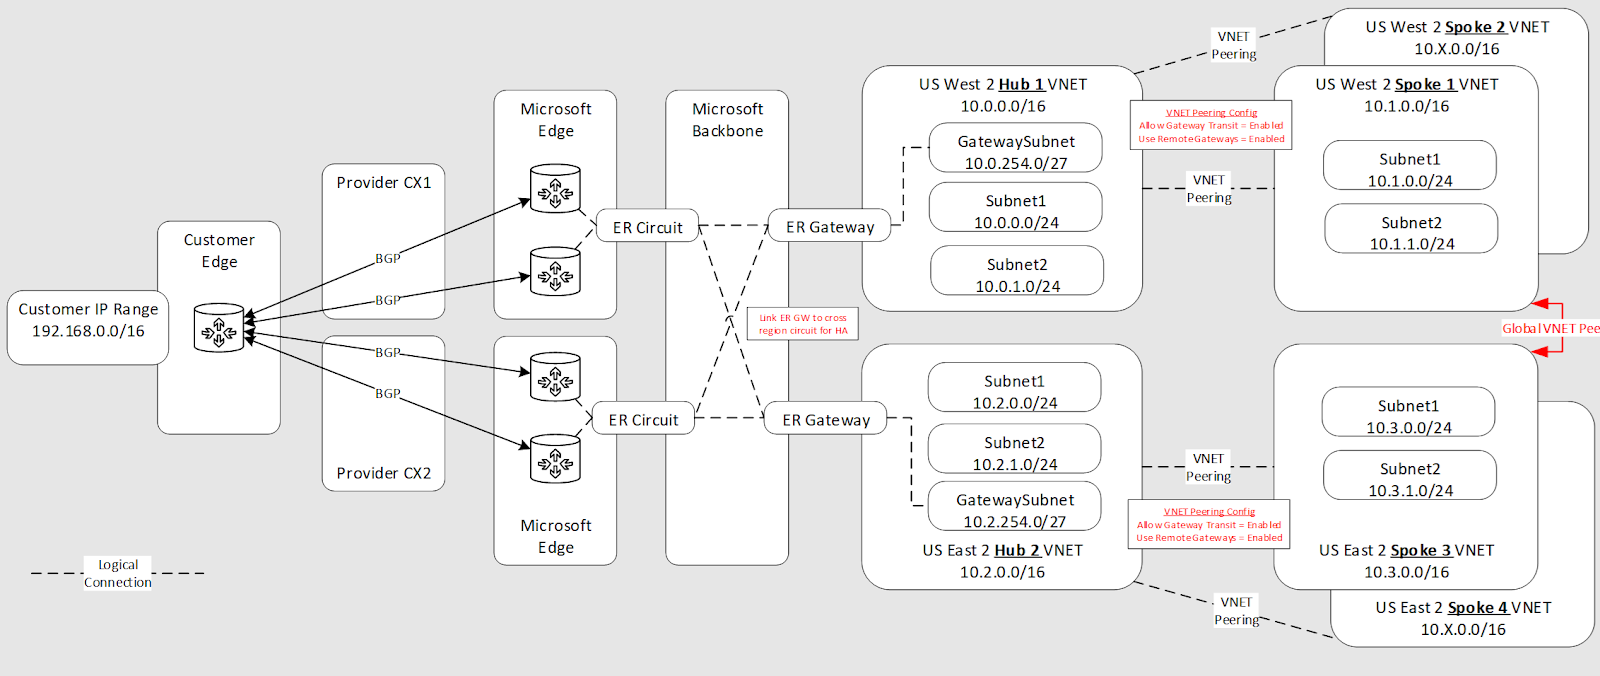 Customer IP Range
192.168.0.0/16
Customer
Edge
Provider CX1
BGP
BGP
BGP
BGP
Provider CX2
Microsoft
Edge
Microsoft
Edge
ER Circuit
ER Circuit
Microsoft
Backbone
ER Gateway
ER Gateway
Link ER GW to cross
region circuit for HA
US West 2 Hub 1 VNET
10.0.0.0/16
GatewaySubnet
10.0.254.0/27
Subnet1
10.0.0.0/24
Subnet2
10.0.1.0/24
VNET
Peering
VNET Peering Config
Allow Gateway Transit = Enabled
Use Remote Gateways = Enabled
VNET
Peering
US West 2 Spoke 2 VNET
10.X.0.0/16
US West 2 Spoke 1 VNET
10.1.0.0/16
Subnet1
10.1.0.0/24
Subnet2
10.1.1.0/24
Global VNET Pee
Subnet1
10.2.0.0/24
Subnet2
10.2.1.0/24
GatewaySubnet
10.2.254.0/27
US East 2 Hub 2 VNET
10.2.0.0/16
VNET
Peering
VNET Peering Config
Allow Gateway Transit = Enabled
Use Remote Gateways = Enabled
VNET
Peering
Subnet1
10.3.0.0/24
Subnet2
10.3.1.0/24
US East 2 Spoke 3 VNET
10.3.0.0/16
US East 2 Spoke 4 VNET
10.X.0.0/16
Logical
Connection